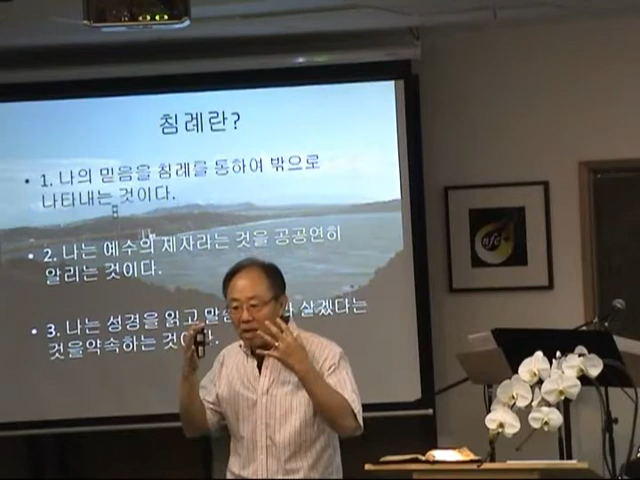 침례란?
• 1. 나의 믿음을 침례를 통하여 밖으로
나타내는 것이다.
• 2. 나는 예수의 제자라는 것을 공공연히
알리는 것이다.
• 3. 나는 성경을 읽고 살겠다는
것을약속하는
nfc